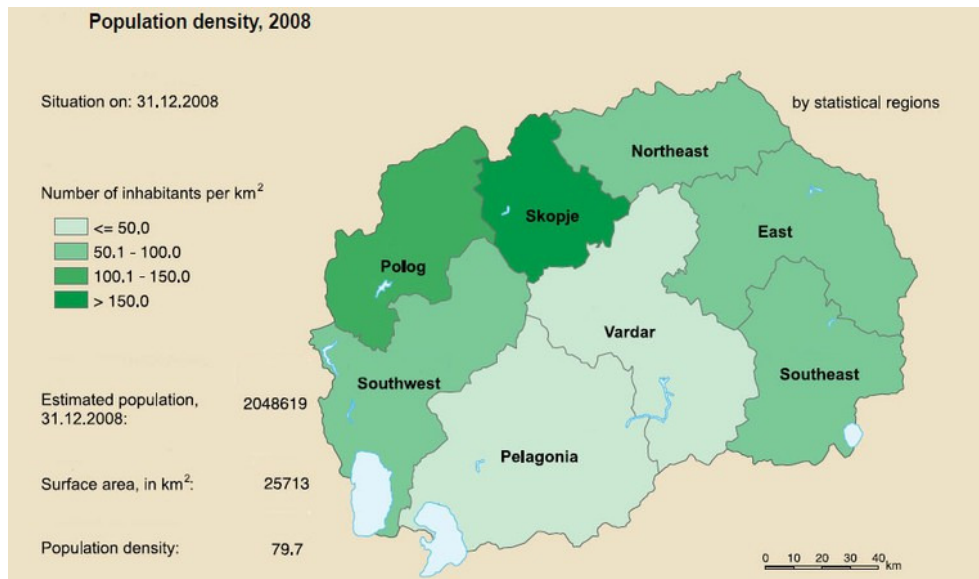 Population density, 2008
Situation on: 31.12.2008
by statistical regions
Number of inhabitants per km²
<= 50.0
50.1 - 100.0
100.1 - 150.0
> 150.0
Northeast
Skopje
East
Polog
Vardar
Southwest
Southeast
Pelagonia
Estimated population, 2048619
31.12.2008:
Surface area, in km²: 25713
Population density: 79.7
0 10 20 30 40 km